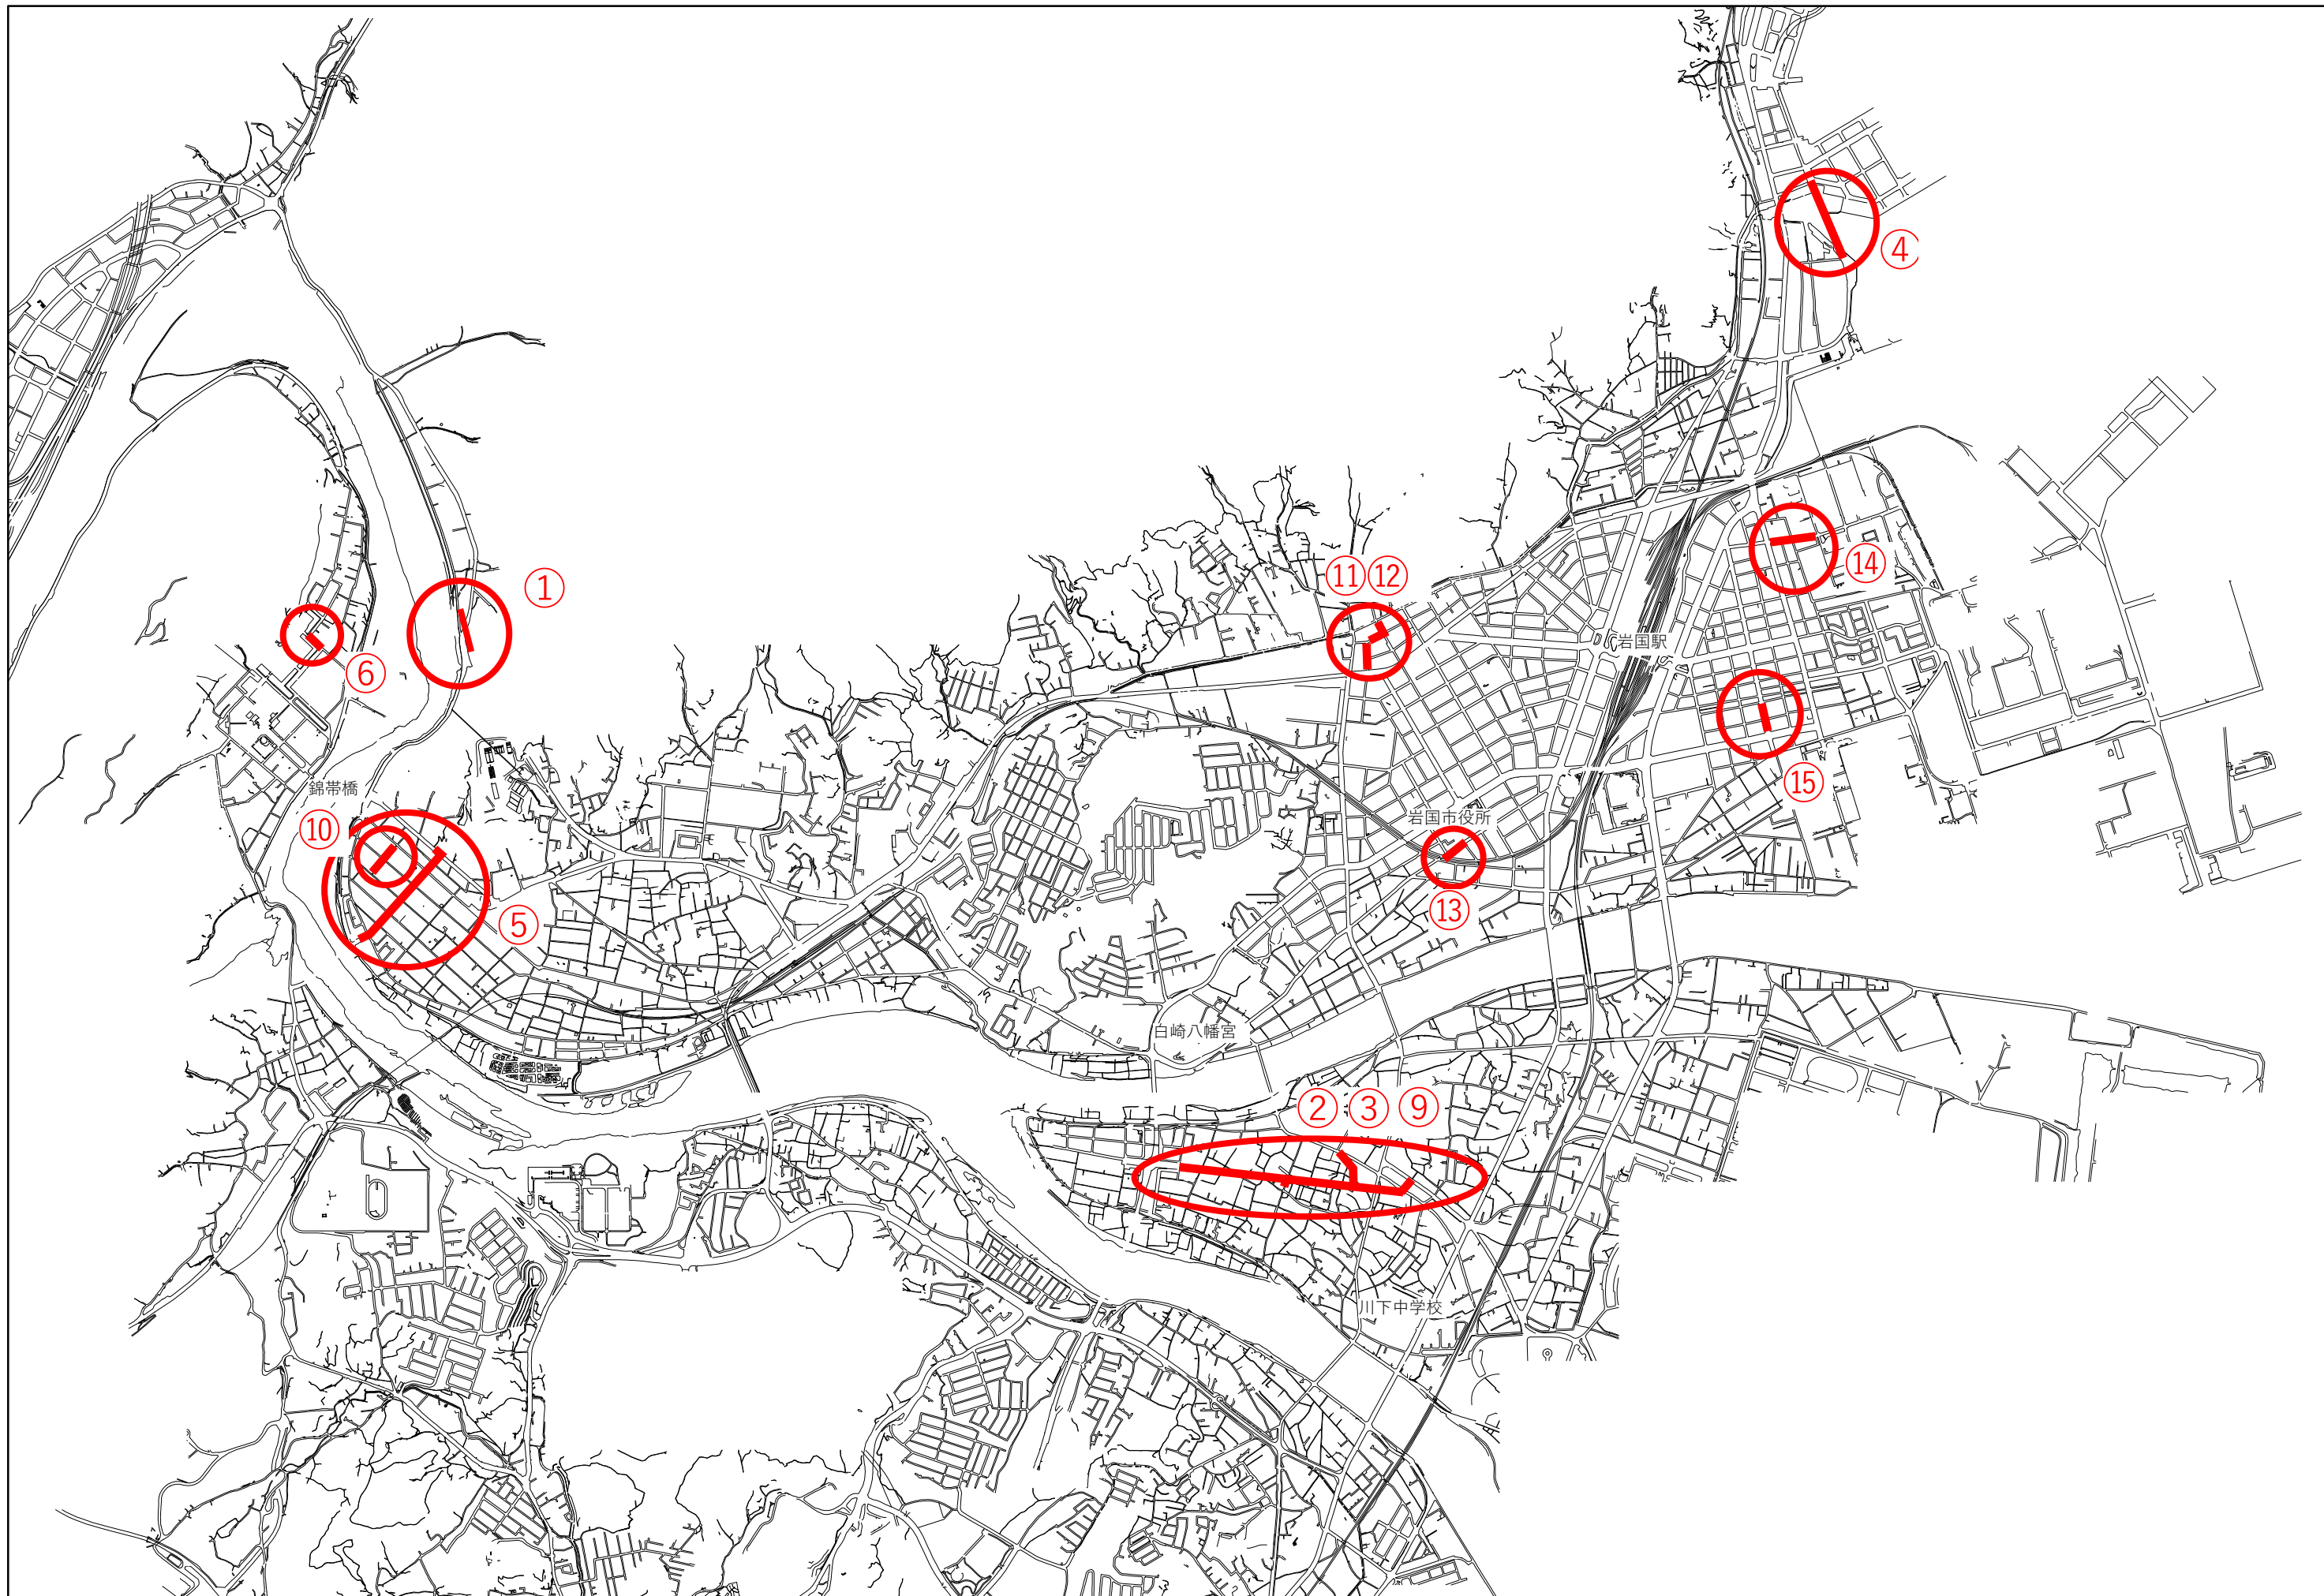 ④
⑪⑫
⑭
①
岩国駅
⑥
⑮
錦帯橋
岩国市役所
⑩
⑬
⑤
白崎八幡宮
②③⑨
川下中学校